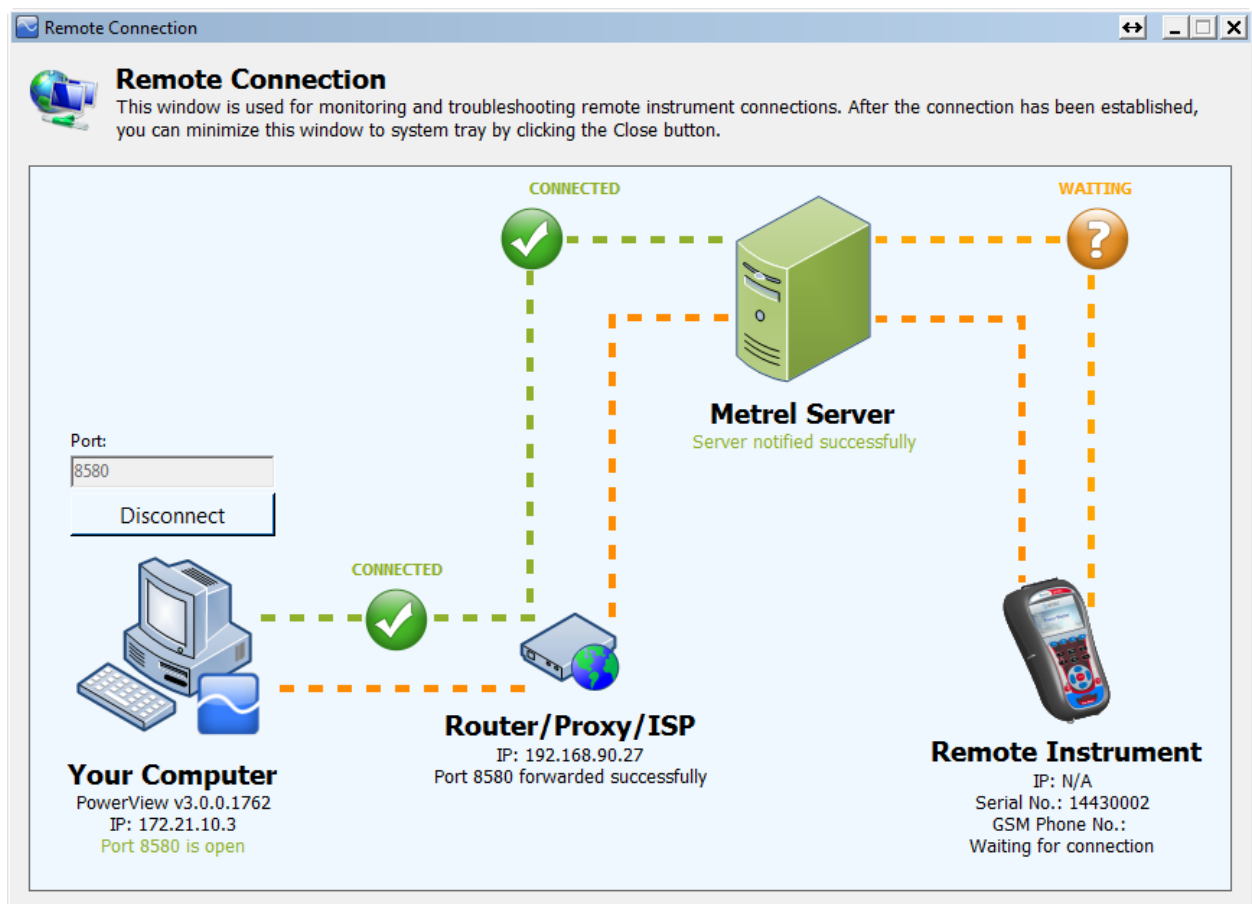 Remote Connection
Remote Connection
This window is used for monitoring and troubleshooting remote instrument connections. After the connection has been established,
you can minimize this window to system tray by clicking the Close button.
CONNECTED
WAITING
Metrel Server
Server notified successfully
Port:
8580
Disconnect
CONNECTED
Your Computer
PowerView v3.0.0.1762
IP: 172.21.10.3
Port 8580 is open
Router/Proxy/ISP
IP: 192.168.90.27
Port 8580 forwarded successfully
Remote Instrument
IP: N/A
Serial No.: 14430002
GSM Phone No.:
Waiting for connection